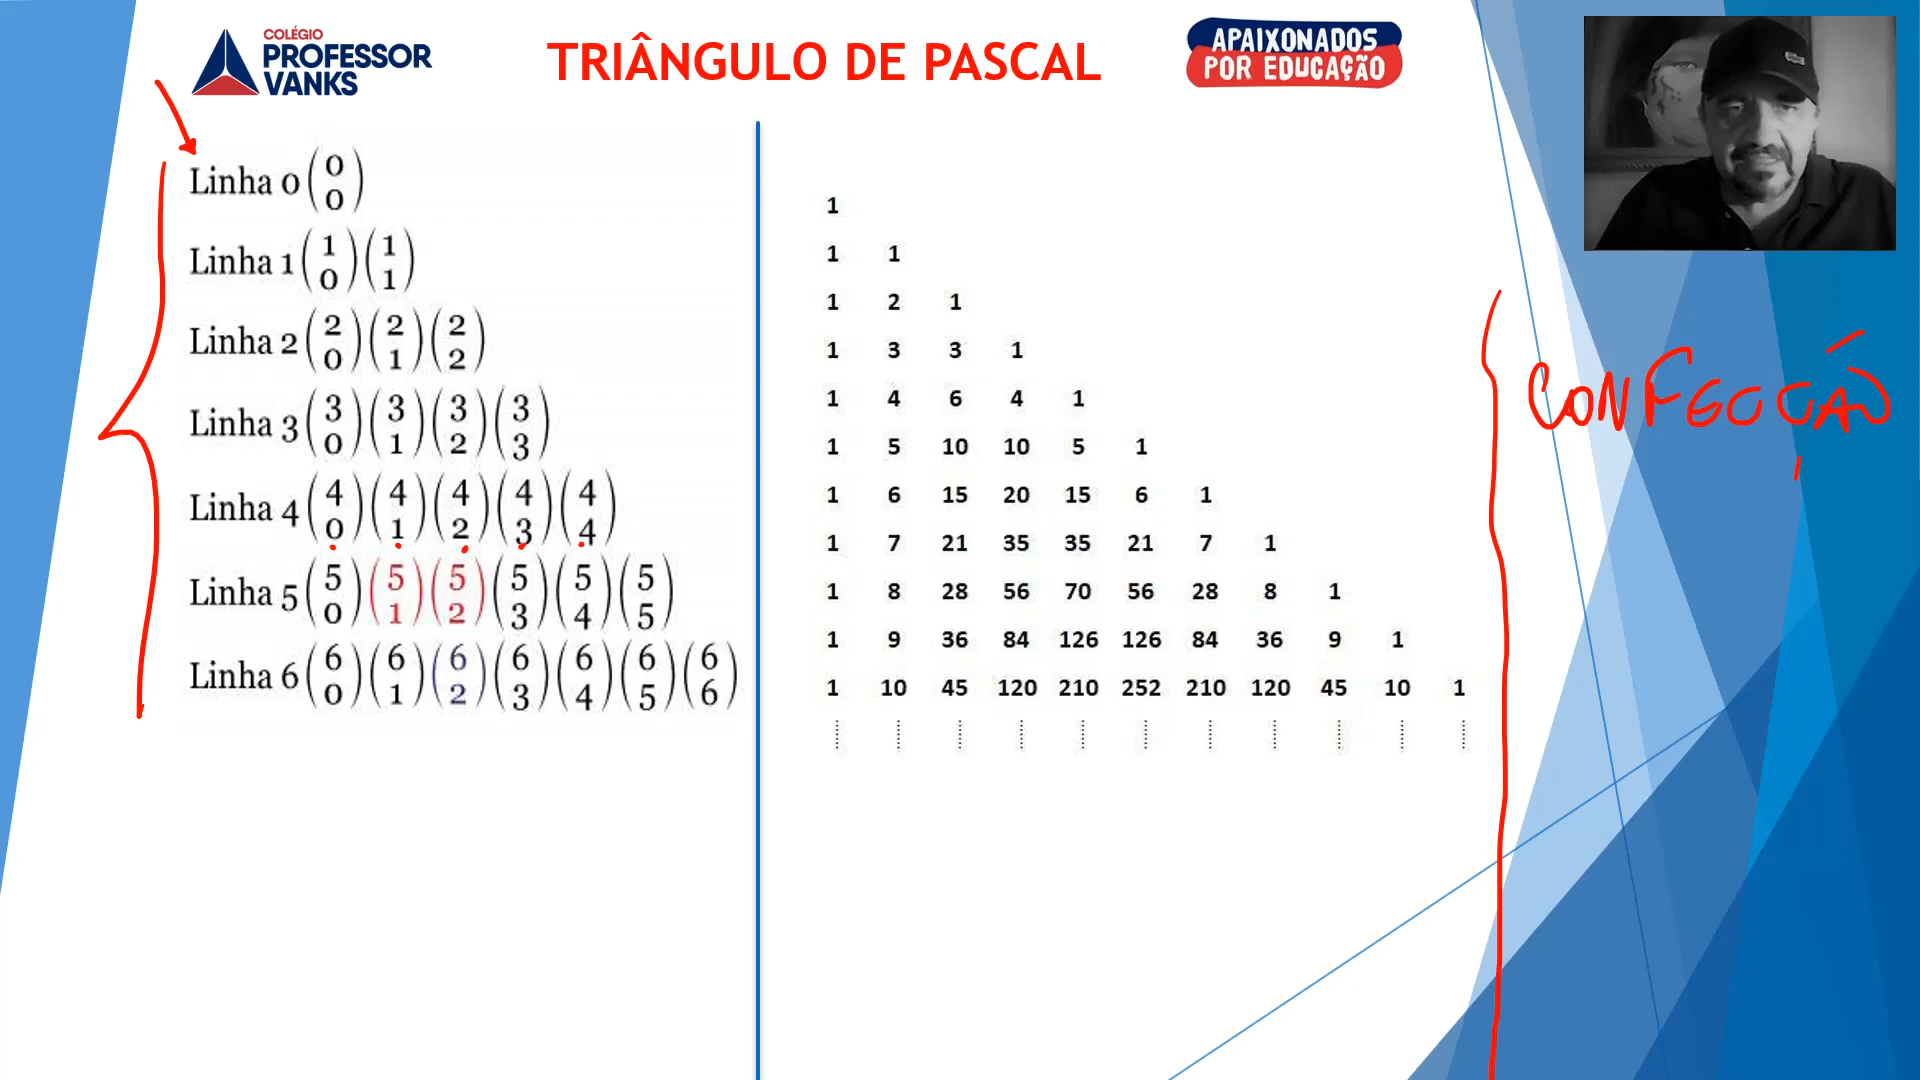 COLÉGIO
PROFESSOR
VANKS
TRIÂNGULO DE PASCAL
APAIXONADOS
POR EDUCAÇÃO
Linha 0 (0 0)
Linha 1 (1 0) (1 1)
Linha 2 (2 0) (2 1) (2 2)
Linha 3 (3 0) (3 1) (3 2) (3 3)
Linha 4 (4 0) (4 1) (4 2) (4 3) (4 4)
Linha 5 (5 0) (5 1) (5 2) (5 3) (5 4) (5 5)
Linha 6 (6 0) (6 1) (6 2) (6 3) (6 4) (6 5) (6 6)
1
1 1
1 2 1
1 3 3 1
1 4 6 4 1
1 5 10 10 5 1
1 6 15 20 15 6 1
1 7 21 35 35 21 7 1
1 8 28 56 70 56 28 8 1
1 9 36 84 126 126 84 36 9 1
1 10 45 120 210 252 210 120 45 10 1
CONFECÇÃO